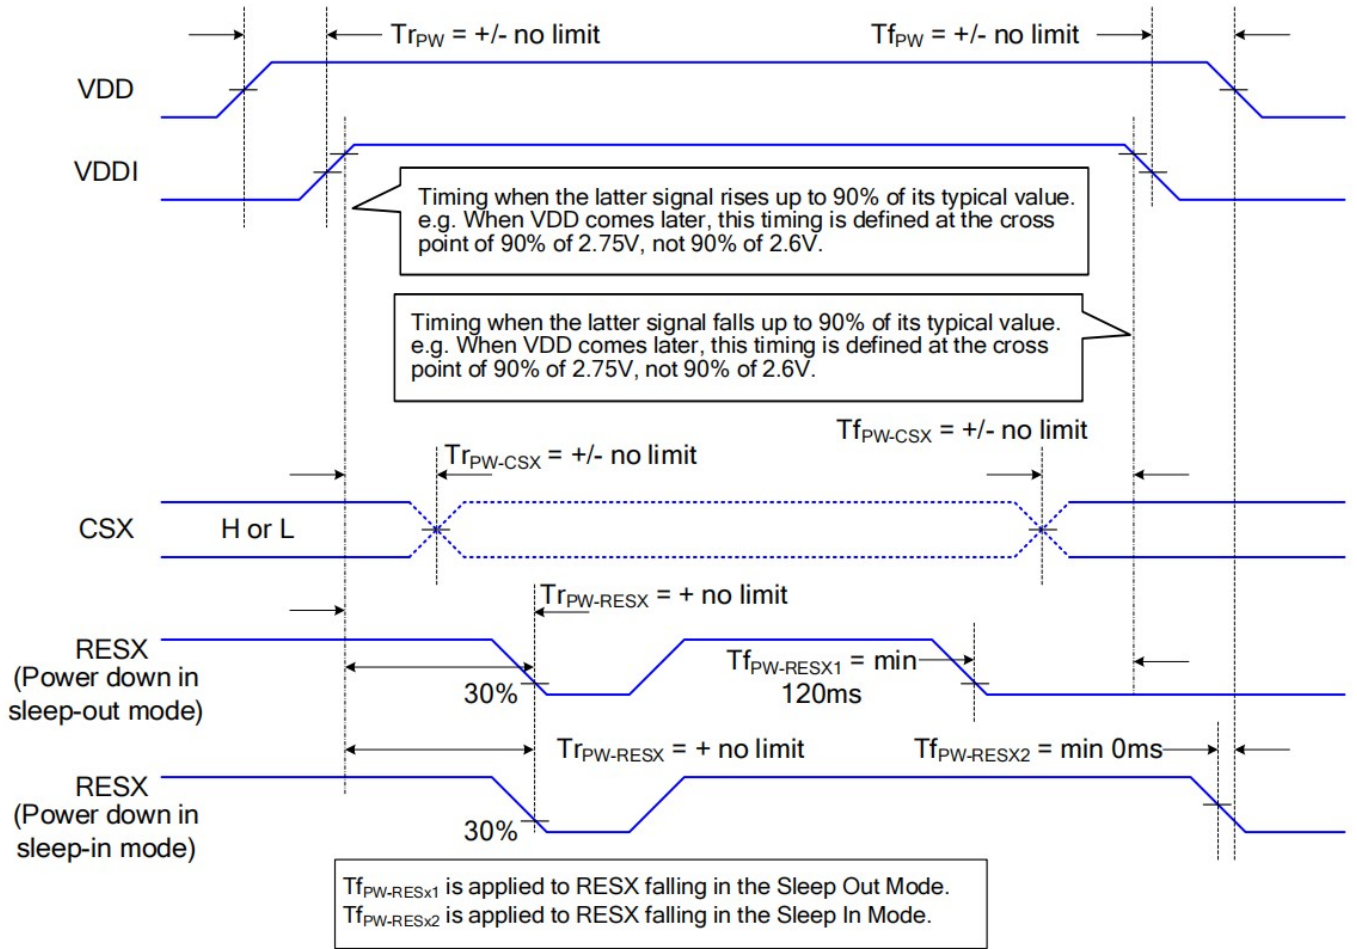 TrPW = +/- no limit
TfPW = +/- no limit
VDD
VDDI
Timing when the latter signal rises up to 90% of its typical value.
e.g. When VDD comes later, this timing is defined at the cross
point of 90% of 2.75V, not 90% of 2.6V.
Timing when the latter signal falls up to 90% of its typical value.
e.g. When VDD comes later, this timing is defined at the cross
point of 90% of 2.75V, not 90% of 2.6V.
TfPW-CSX = +/- no limit
TrPW-CSX = +/- no limit
CSX
H or L
TrPW-RESX = + no limit
RESX
(Power down in
sleep-out mode)
30%
TfPW-RESX1 = min
120ms
TrPW-RESX = + no limit
TfPW-RESX2 = min 0ms
RESX
(Power down in
sleep-in mode)
30%
TfPW-RESx1 is applied to RESX falling in the Sleep Out Mode.
TfPW-RESx2 is applied to RESX falling in the Sleep In Mode.